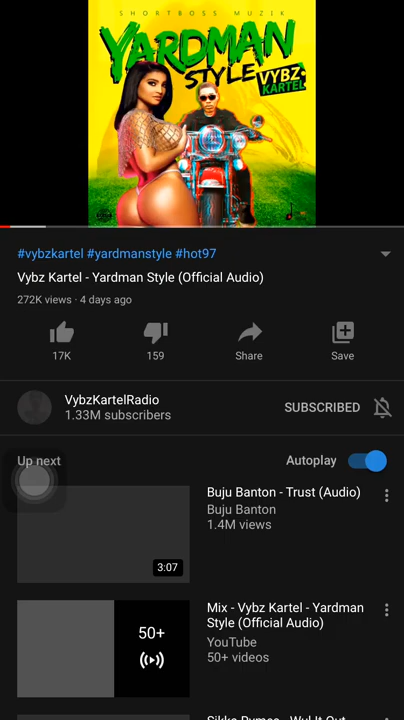 SHORTBOSS MUZIK
YARDMAN
STYLE
VYBZ
KARTEL
#vybzkartel #yardmanstyle #hot97
Vybz Kartel - Yardman Style (Official Audio)
272K views · 4 days ago
17K
159
Share
Save
VybzKartelRadio
1.33M subscribers
SUBSCRIBED
Up next
Autoplay
Buju Banton - Trust (Audio)
Buju Banton
1.4M views
3:07
Mix - Vybz Kartel - Yardman
Style (Official Audio)
YouTube
50+ videos
50+